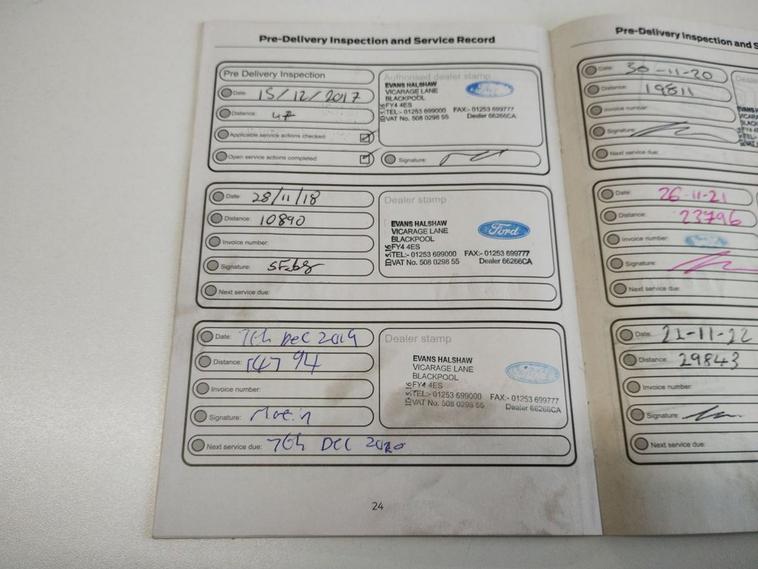 Pre-Delivery Inspection and Service Record
Pre Delivery Inspection
Date: 15/12/2017
Distance:
Applicable service actions checked
Open service actions completed
Authorised dealer stamp
EVANS HALSHAW
VICARAGE LANE
BLACKPOOL
FY4 4ES
TEL:- 01253 699000 FAX:- 01253 699777
VAT No. 508 0298 55 Dealer 66266CA
Ford
Signature:
Date: 28/11/18
Distance: 10890
Invoice number:
Signature:
Next service due:
Dealer stamp
EVANS HALSHAW
VICARAGE LANE
BLACKPOOL
FY4 4ES
TEL:- 01253 699000 FAX:- 01253 699777
VAT No. 508 0298 55 Dealer 66266CA
Ford
Date: 7th Dec 2019
Distance: 14794
Invoice number:
Signature:
Next service due: 7th Dec 2020
Dealer stamp
EVANS HALSHAW
VICARAGE LANE
BLACKPOOL
FY4 4ES
TEL:- 01253 699000 FAX:- 01253 699777
VAT No. 508 0298 55 Dealer 66266CA
24
Pre-Delivery Inspection and S
Date: 30-11-20
Distance: 19811
Invoice number:
Signature:
Next service due:
Date: 26-11-21
Distance: 23796
Invoice number:
Signature:
Next service due:
Date: 21-11-22
Distance: 29843
Invoice number:
Signature:
Next service due: